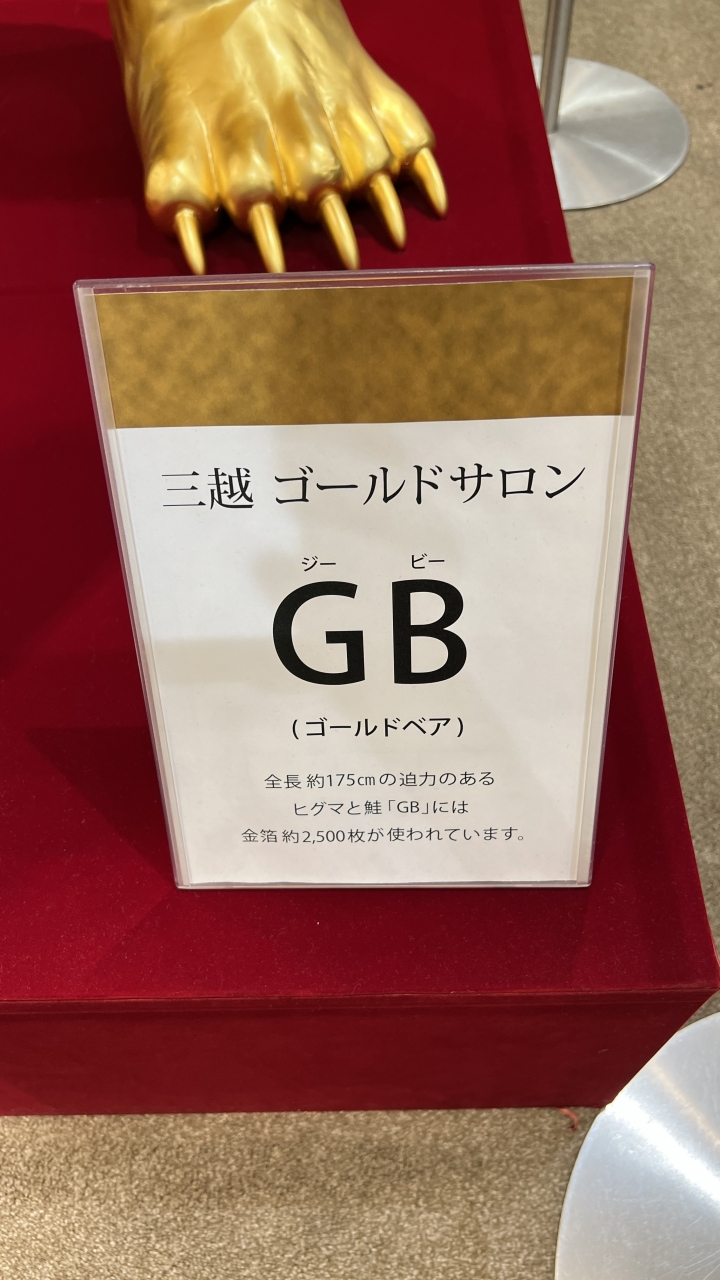 三越 ゴールドサロン
ジー ビー
GB
(ゴールドベア)
全長 約175㎝の迫力のある
ヒグマと鮭「GB」には
金箔 約2,500枚が使われています。